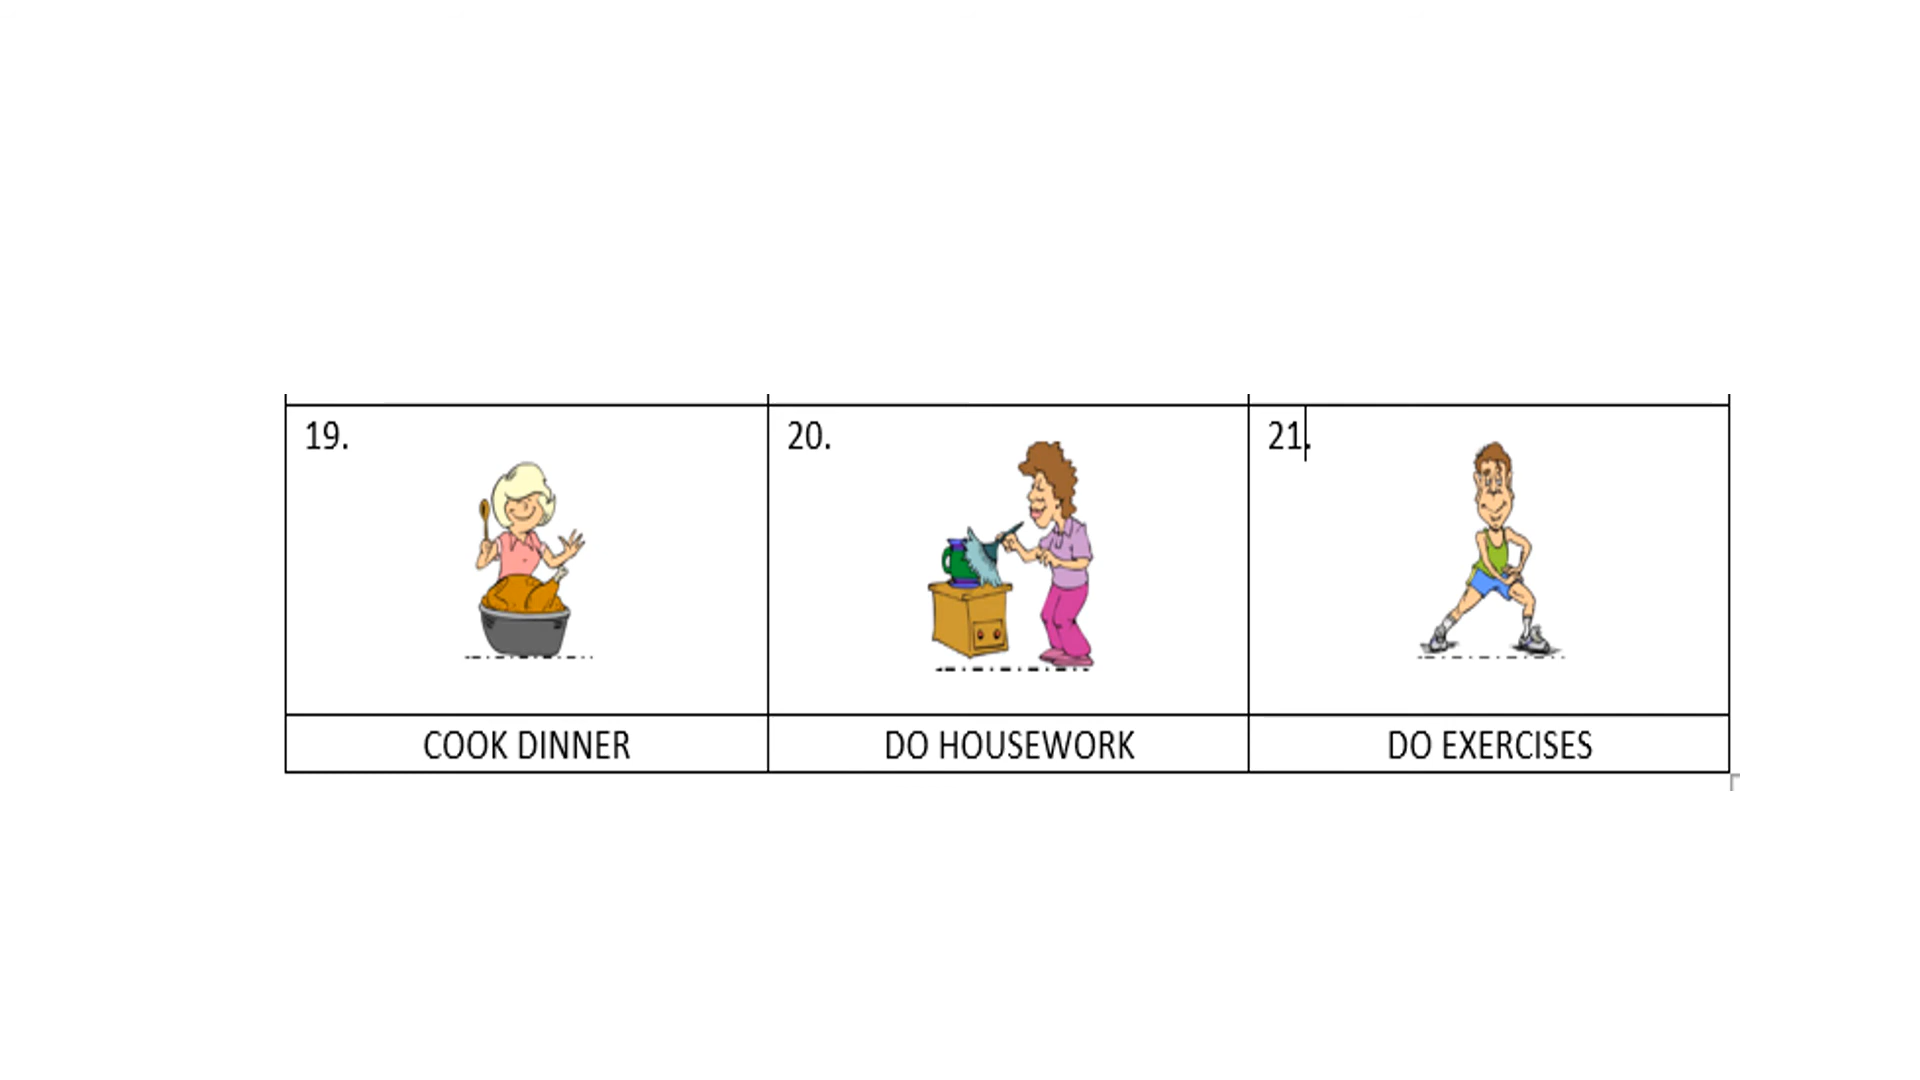 19.
20.
21.
COOK DINNER
DO HOUSEWORK
DO EXERCISES